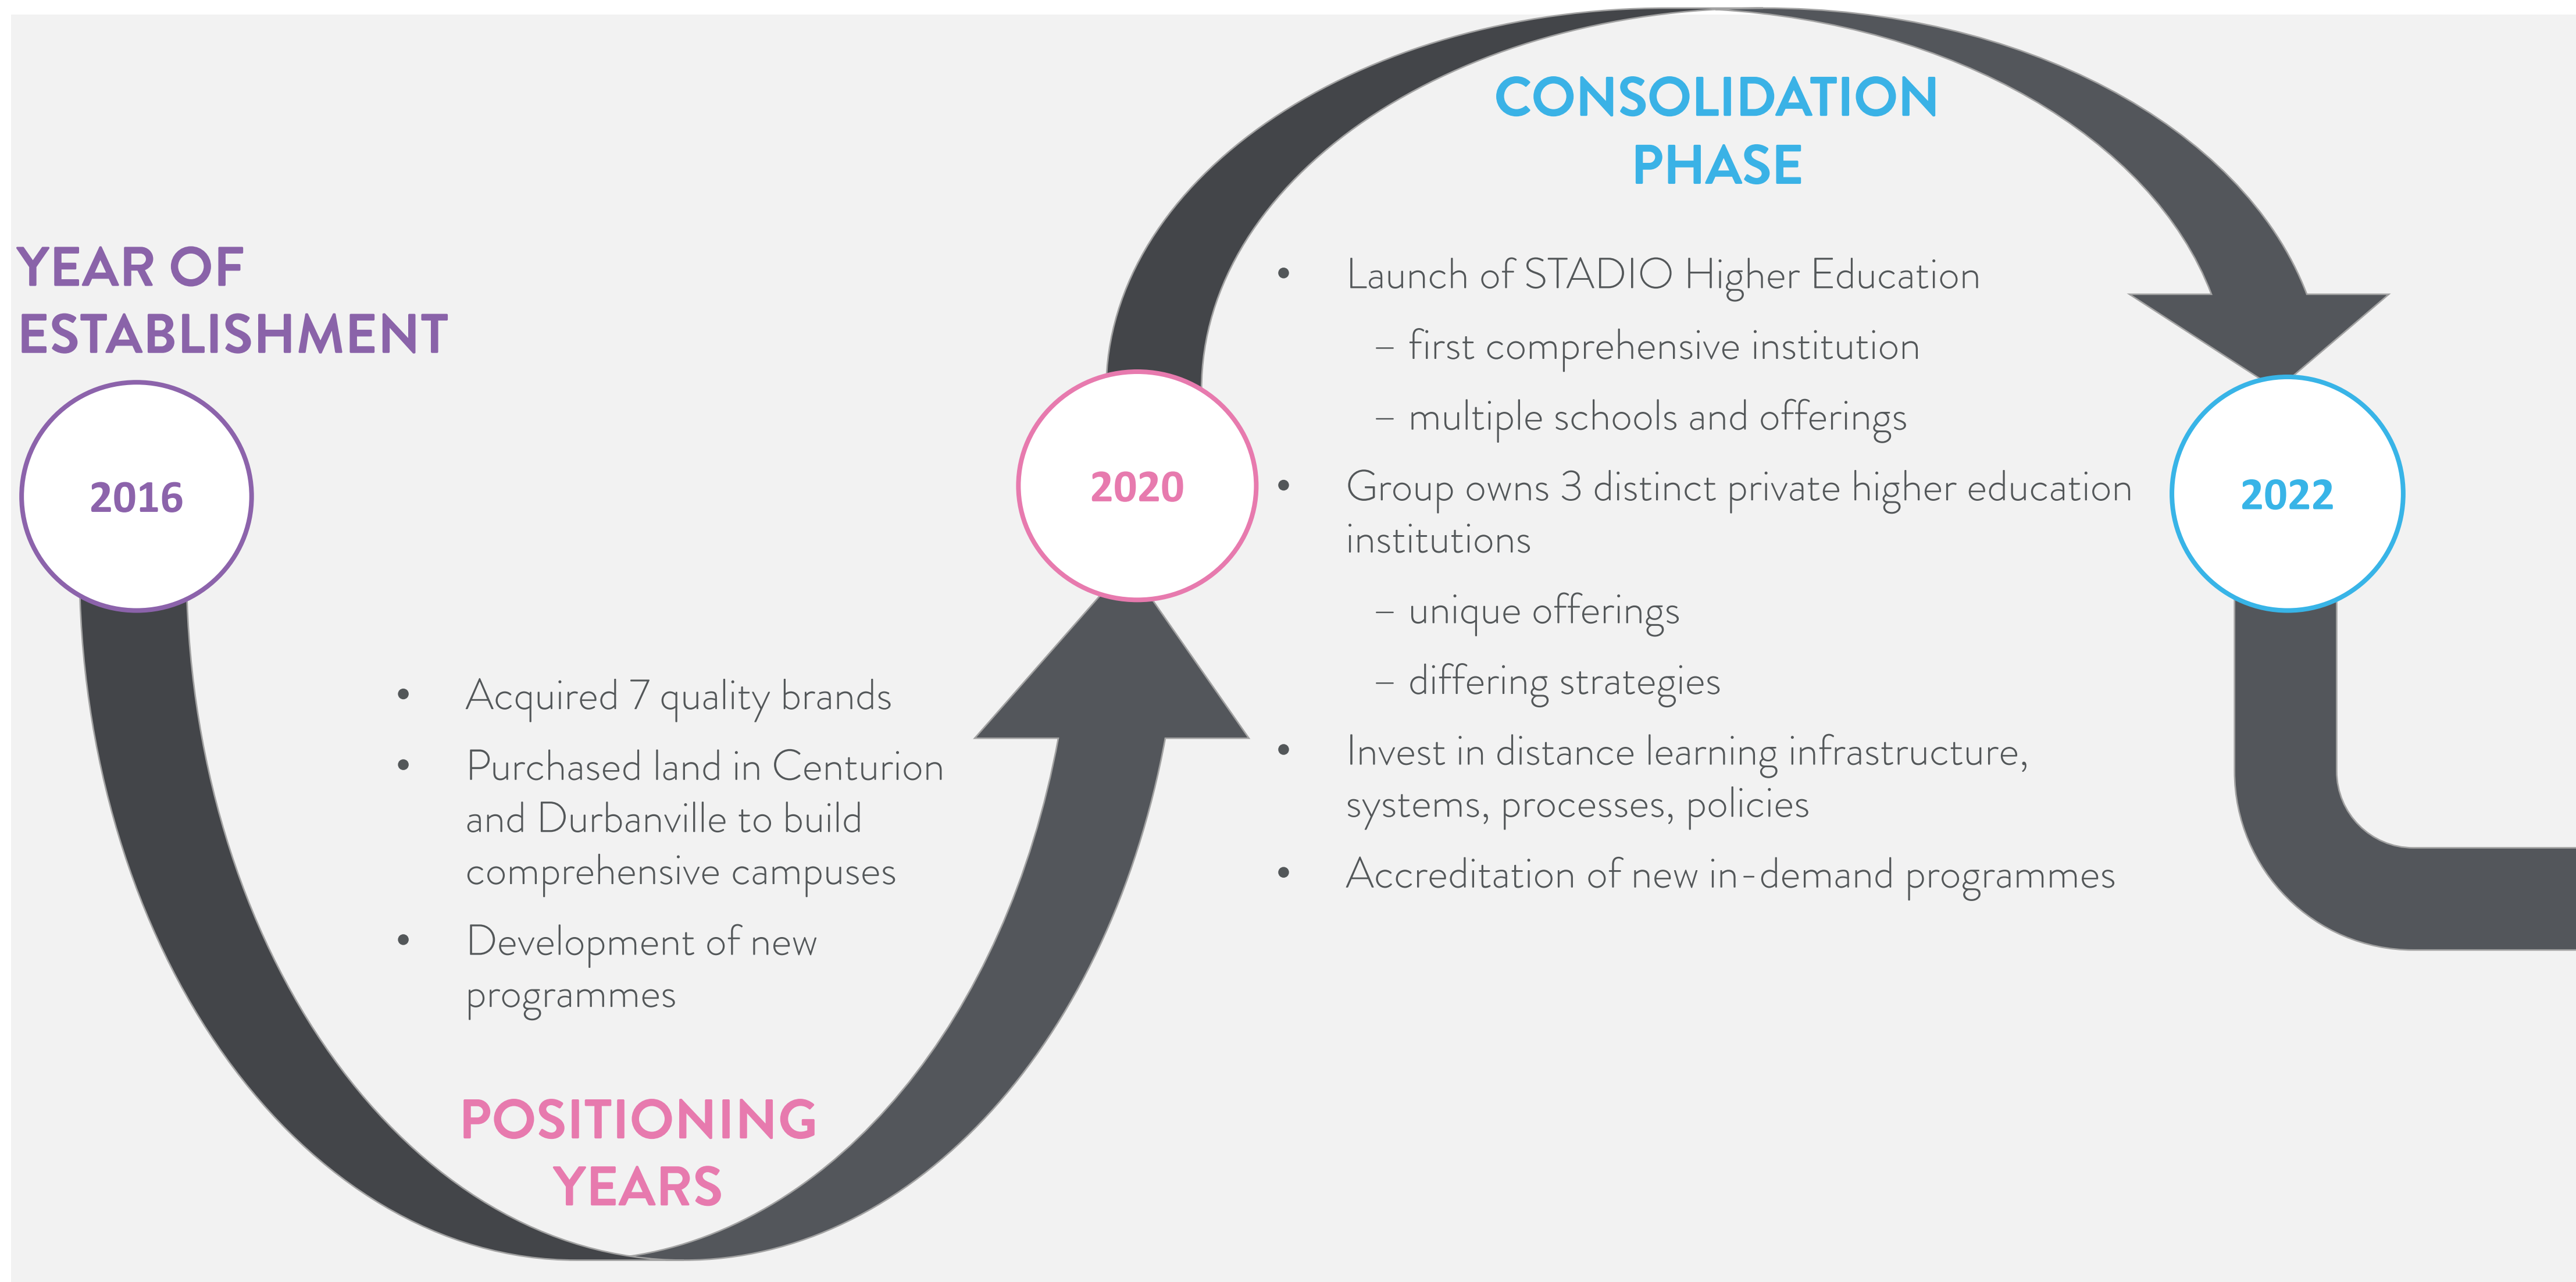 YEAR OF
ESTABLISHMENT
2016
• Acquired 7 quality brands
• Purchased land in Centurion
and Durbanville to build
comprehensive campuses
• Development of new
programmes
POSITIONING
YEARS
2020
CONSOLIDATION
PHASE
• Launch of STADIO Higher Education
– first comprehensive institution
– multiple schools and offerings
• Group owns 3 distinct private higher education
institutions
– unique offerings
– differing strategies
• Invest in distance learning infrastructure,
systems, processes, policies
• Accreditation of new in-demand programmes
2022